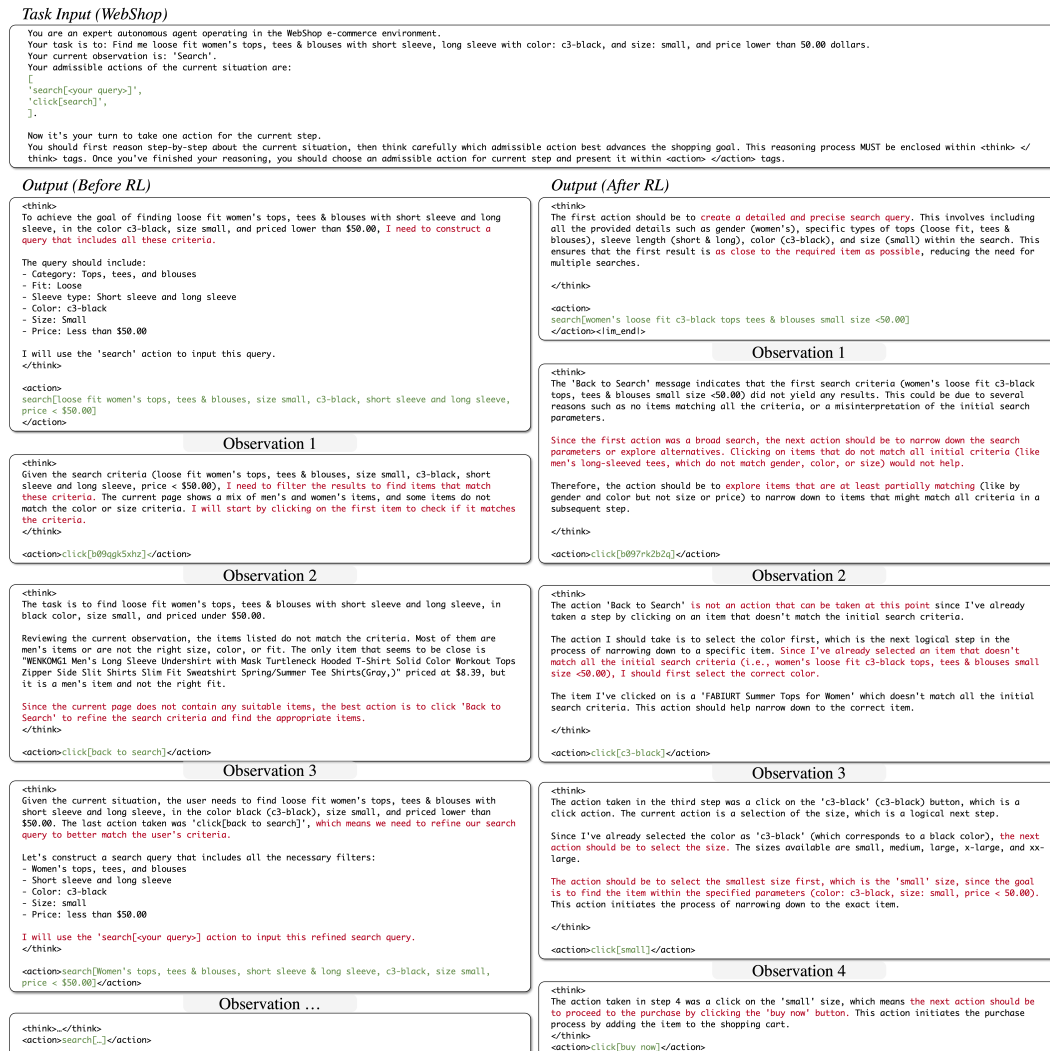 Task Input (WebShop)
You are an expert autonomous agent operating in the WebShop e-commerce environment.
Your task is to: Find me loose fit women's tops, tees & blouses with short sleeve, long sleeve with color: c3-black, and size: small, and price lower than 50.00 dollars.
Your current observation is: 'Search'.
Your admissible actions of the current situation are:
[
'search[<your query>]',
'click[search]',
].
Now it's your turn to take one action for the current step.
You should first reason step-by-step about the current situation, then think carefully which admissible action best advances the shopping goal. This reasoning process MUST be enclosed within <think> </
think> tags. Once you've finished your reasoning, you should choose an admissible action for current step and present it within <action> </action> tags.
Output (Before RL)
<think>
To achieve the goal of finding loose fit women's tops, tees & blouses with short sleeve and long
sleeve, in the color c3-black, size small, and priced lower than $50.00, I need to construct a
query that includes all these criteria.
The query should include:
- Category: Tops, tees, and blouses
- Fit: Loose
- Sleeve type: Short sleeve and long sleeve
- Color: c3-black
- Size: Small
- Price: Less than $50.00
I will use the 'search' action to input this query.
</think>
<action>
search[loose fit women's tops, tees & blouses, size small, c3-black, short sleeve and long sleeve,
price < $50.00]
</action>
Observation 1
<think>
Given the search criteria (loose fit women's tops, tees & blouses, size small, c3-black, short
sleeve and long sleeve, price < $50.00), I need to filter the results to find items that match
these criteria. The current page shows a mix of men's and women's items, and some items do not
match the color or size criteria. I will start by clicking on the first item to check if it matches
the criteria.
</think>
<action>click[b09qgk5xhz]</action>
Observation 2
<think>
The task is to find loose fit women's tops, tees & blouses with short sleeve and long sleeve, in
black color, size small, and priced under $50.00.
Reviewing the current observation, the items listed do not match the criteria. Most of them are
men's items or are not the right size, color, or fit. The only item that seems to be close is
"WENKOMG1 Men's Long Sleeve Undershirt with Mask Turtleneck Hooded T-Shirt Solid Color Workout Tops
Zipper Side Slit Shirts Slim Fit Sweatshirt Spring/Summer Tee Shirts(Gray,)" priced at $8.39, but
it is a men's item and not the right fit.
Since the current page does not contain any suitable items, the best action is to click 'Back to
Search' to refine the search criteria and find the appropriate items.
</think>
<action>click[back to search]</action>
Observation 3
<think>
Given the current situation, the user needs to find loose fit women's tops, tees & blouses with
short sleeve and long sleeve, in the color black (c3-black), size small, and priced lower than
$50.00. The last action taken was 'click[back to search]', which means we need to refine our search
query to better match the user's criteria.
Let's construct a search query that includes all the necessary filters:
- Women's tops, tees, and blouses
- Short sleeve and long sleeve
- Color: c3-black
- Size: small
- Price: less than $50.00
I will use the 'search[<your query>] action to input this refined search query.
</think>
<action>search[Women's tops, tees & blouses, short sleeve & long sleeve, c3-black, size small,
price < $50.00]</action>
Observation …
<think>…</think>
<action>search[…]</action>
Output (After RL)
<think>
The first action should be to create a detailed and precise search query. This involves including
all the provided details such as gender (women's), specific types of tops (loose fit, tees &
blouses), sleeve length (short & long), color (c3-black), and size (small) within the search. This
ensures that the first result is as close to the required item as possible, reducing the need for
multiple searches.
</think>
<action>
search[women's loose fit c3-black tops tees & blouses small size <50.00]
</action><|im_end|>
Observation 1
<think>
The 'Back to Search' message indicates that the first search criteria (women's loose fit c3-black
tops, tees & blouses small size <50.00) did not yield any results. This could be due to several
reasons such as no items matching all the criteria, or a misinterpretation of the initial search
parameters.
Since the first action was a broad search, the next action should be to narrow down the search
parameters or explore alternatives. Clicking on items that do not match all initial criteria (like
men's long-sleeved tees, which do not match gender, color, or size) would not help.
Therefore, the action should be to explore items that are at least partially matching (like by
gender and color but not size or price) to narrow down to items that might match all criteria in a
subsequent step.
</think>
<action>click[b097rk2b2q]</action>
Observation 2
<think>
The action 'Back to Search' is not an action that can be taken at this point since I've already
taken a step by clicking on an item that doesn't match the initial search criteria.
The action I should take is to select the color first, which is the next logical step in the
process of narrowing down to a specific item. Since I've already selected an item that doesn't
match all the initial search criteria (i.e., women's loose fit c3-black tops, tees & blouses small
size <50.00), I should first select the correct color.
The item I've clicked on is a 'FABIURT Summer Tops for Women' which doesn't match all the initial
search criteria. This action should help narrow down to the correct item.
</think>
<action>click[c3-black]</action>
Observation 3
<think>
The action taken in the third step was a click on the 'c3-black' (c3-black) button, which is a
click action. The current action is a selection of the size, which is a logical next step.
Since I've already selected the color as 'c3-black' (which corresponds to a black color), the next
action should be to select the size. The sizes available are small, medium, large, x-large, and xx-
large.
The action should be to select the smallest size first, which is the 'small' size, since the goal
is to find the item within the specified parameters (color: c3-black, size: small, price < 50.00).
This action initiates the process of narrowing down to the exact item.
</think>
<action>click[small]</action>
Observation 4
<think>
The action taken in step 4 was a click on the 'small' size, which means the next action should be
to proceed to the purchase by clicking the 'buy now' button. This action initiates the purchase
process by adding the item to the shopping cart.
</think>
<action>click[buy now]</action>